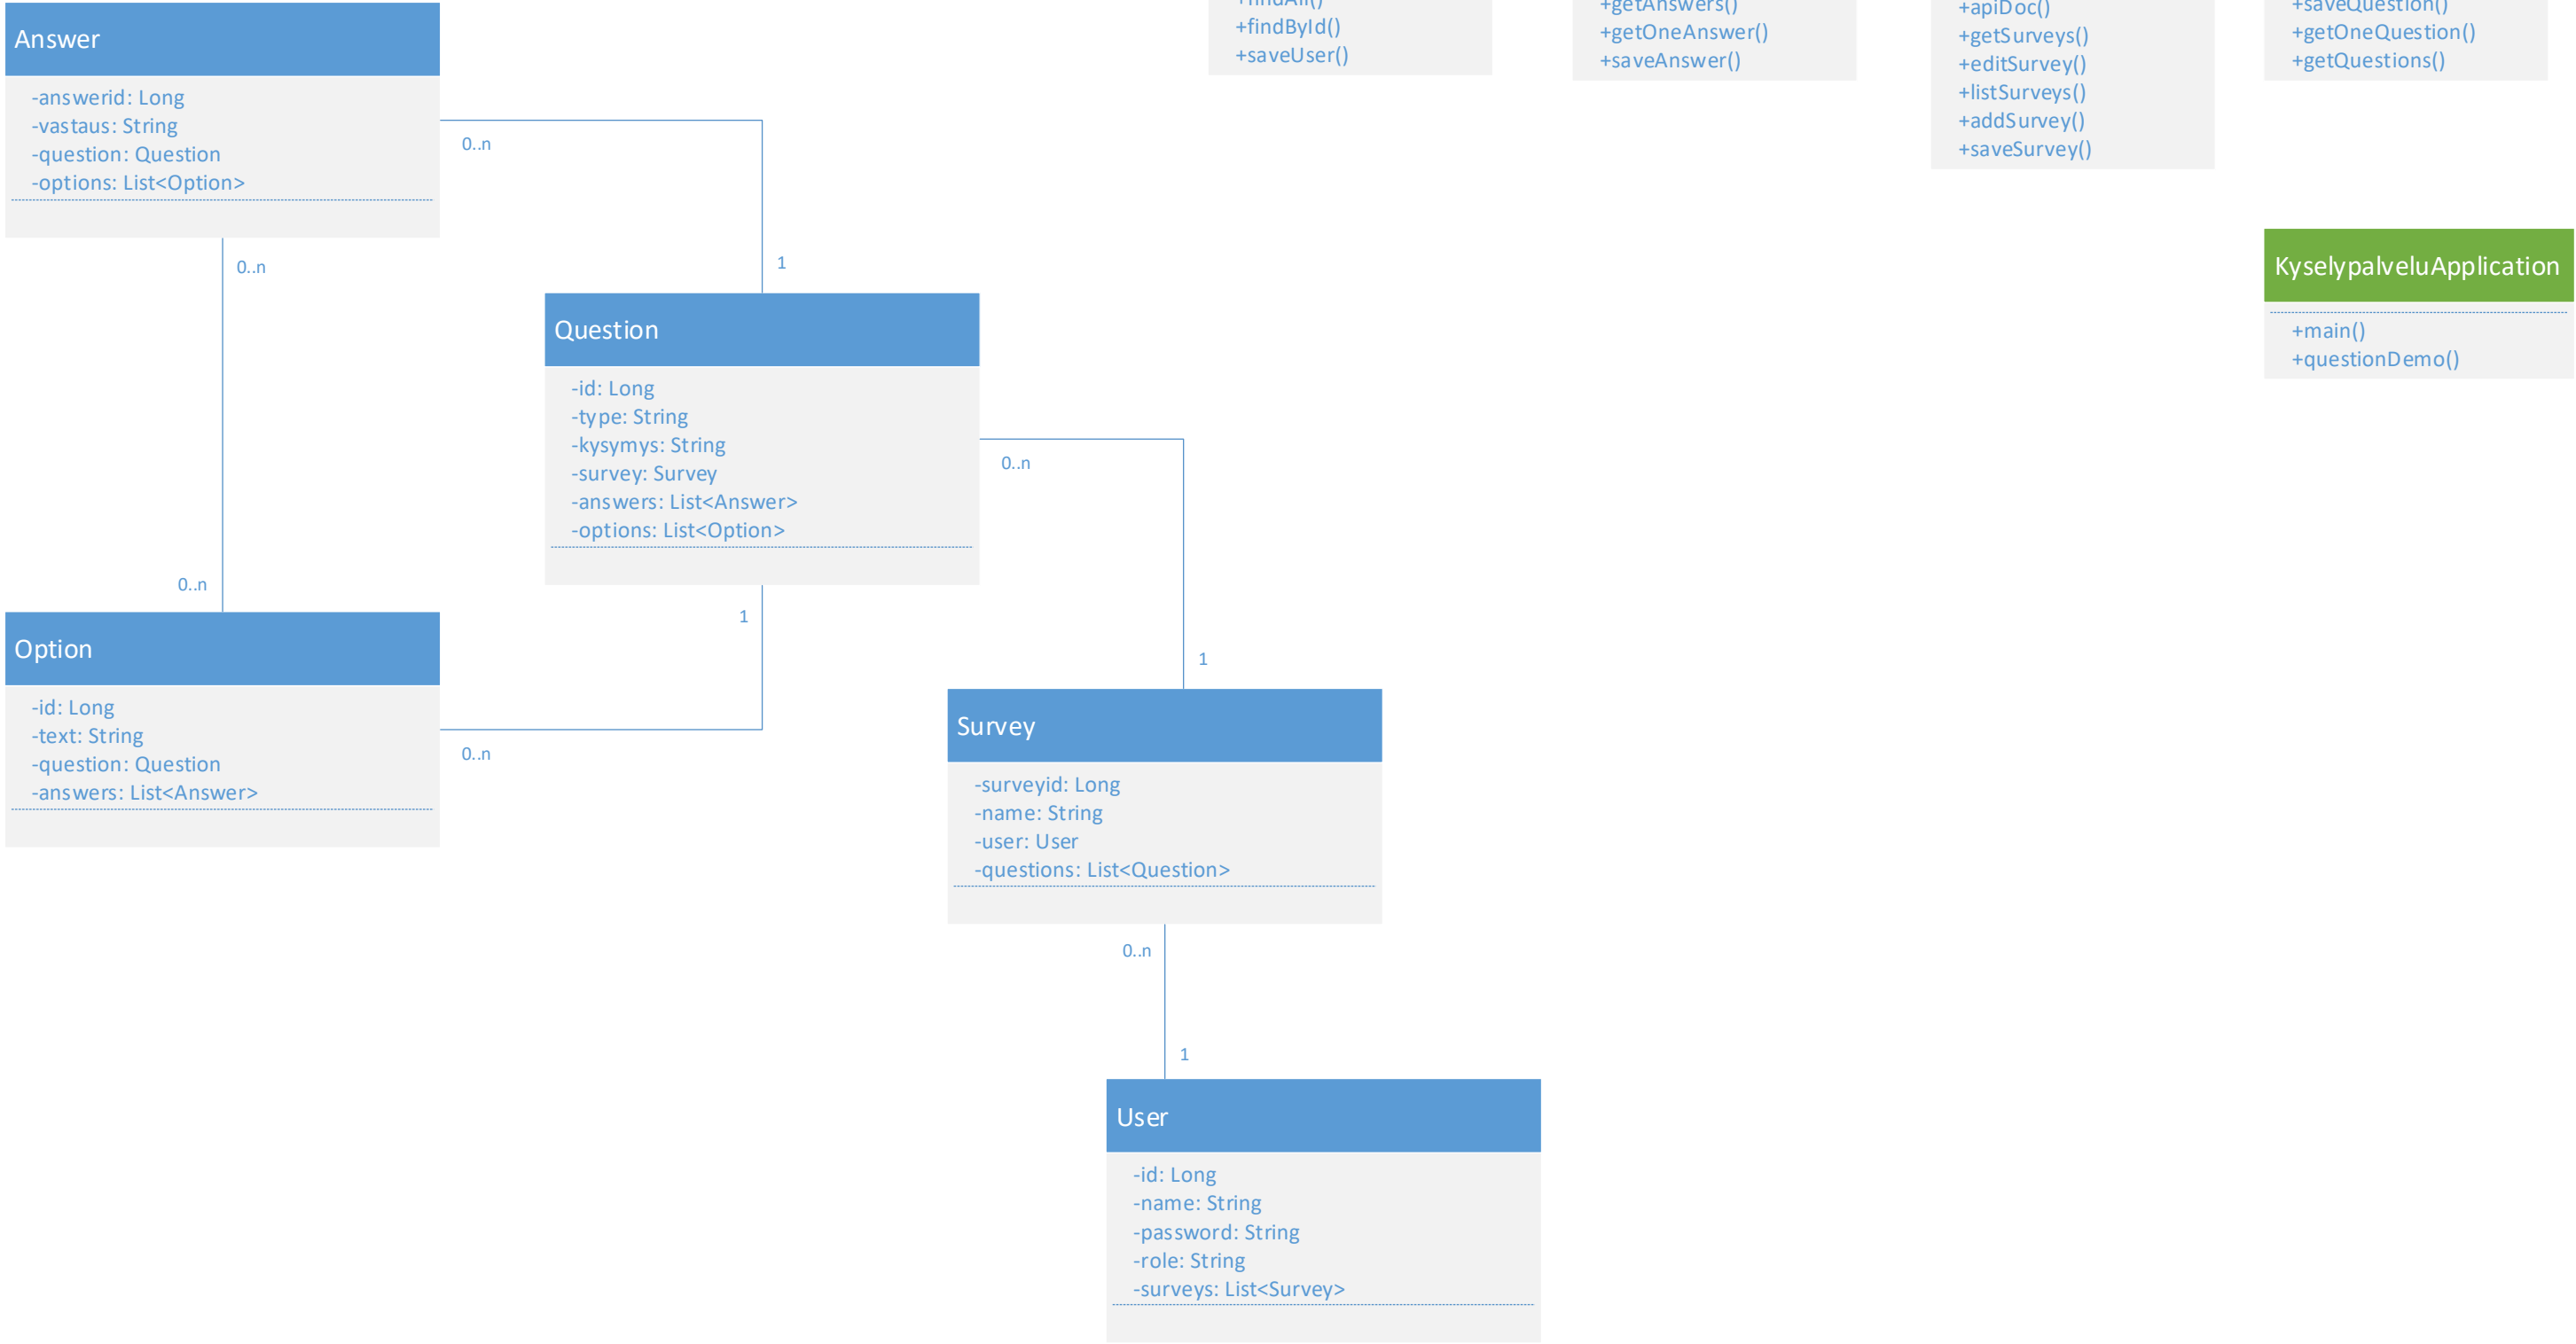 Answer
-answerid: Long
-vastaus: String
-question: Question
-options: List<Option>
+findAll()
+findById()
+saveUser()
+getAnswers()
+getOneAnswer()
+saveAnswer()
+apiDoc()
+getSurveys()
+editSurvey()
+listSurveys()
+addSurvey()
+saveSurvey()
+saveQuestion()
+getOneQuestion()
+getQuestions()
0..n
1
0..n
0..n
KyselypalveluApplication
+main()
+questionDemo()
Question
-id: Long
-type: String
-kysymys: String
-survey: Survey
-answers: List<Answer>
-options: List<Option>
0..n
1
1
0..n
Option
-id: Long
-text: String
-question: Question
-answers: List<Answer>
Survey
-surveyid: Long
-name: String
-user: User
-questions: List<Question>
0..n
1
User
-id: Long
-name: String
-password: String
-role: String
-surveys: List<Survey>